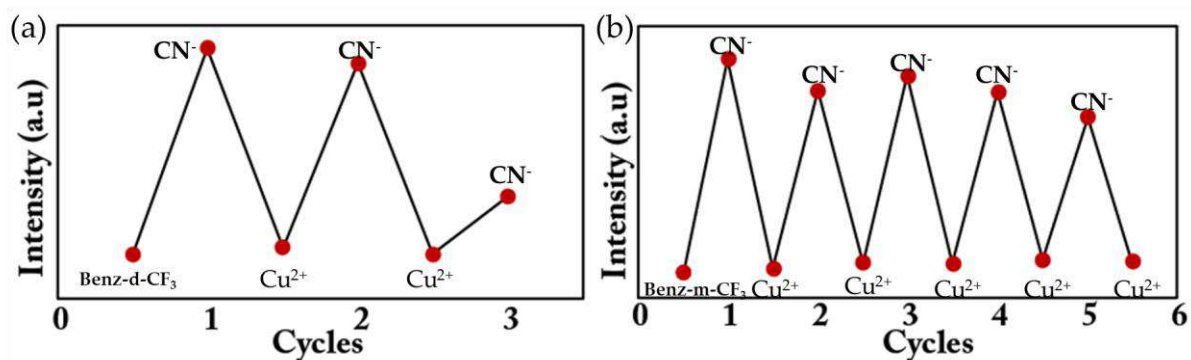 (a)
Intensity (a.u)
CN⁻
CN⁻
CN⁻
Benz-d-CF₃
Cu²⁺
Cu²⁺
0 1 2 3
Cycles
(b)
Intensity (a.u)
CN⁻
CN⁻
CN⁻
CN⁻
CN⁻
Benz-m-CF₃
Cu²⁺
Cu²⁺
Cu²⁺
Cu²⁺
Cu²⁺
0 1 2 3 4 5 6
Cycles